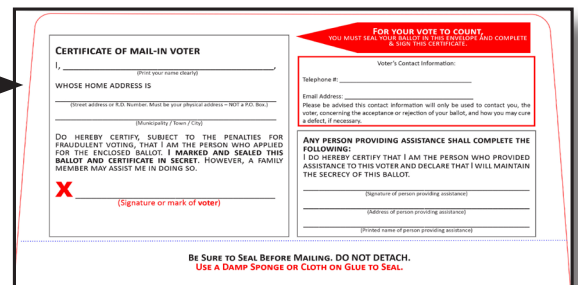 FOR YOUR VOTE TO COUNT,
YOU MUST SEAL YOUR BALLOT IN THIS ENVELOPE AND COMPLETE
& SIGN THIS CERTIFICATE.
CERTIFICATE OF MAIL-IN VOTER
I, ,
(Print your name clearly)
WHOSE HOME ADDRESS IS
(Street address or R.D. Number. Must be your physical address – NOT a P.O. Box.)
(Municipality / Town / City)
DO HEREBY CERTIFY, SUBJECT TO THE PENALTIES FOR
FRAUDULENT VOTING, THAT I AM THE PERSON WHO APPLIED
FOR THE ENCLOSED BALLOT. I MARKED AND SEALED THIS
BALLOT AND CERTIFICATE IN SECRET. HOWEVER, A FAMILY
MEMBER MAY ASSIST ME IN DOING SO.
X
(Signature or mark of voter)
Voter's Contact Information:
Telephone #:
Email Address:
Please be advised this contact information will only be used to contact you, the
voter, concerning the acceptance or rejection of your ballot, and how you may cure
a defect, if necessary.
ANY PERSON PROVIDING ASSISTANCE SHALL COMPLETE THE
FOLLOWING:
I DO HEREBY CERTIFY THAT I AM THE PERSON WHO PROVIDED
ASSISTANCE TO THIS VOTER AND DECLARE THAT I WILL MAINTAIN
THE SECRECY OF THIS BALLOT.
(Signature of person providing assistance)
(Address of person providing assistance)
(Printed name of person providing assistance)
BE SURE TO SEAL BEFORE MAILING. DO NOT DETACH.
USE A DAMP SPONGE OR CLOTH ON GLUE TO SEAL.